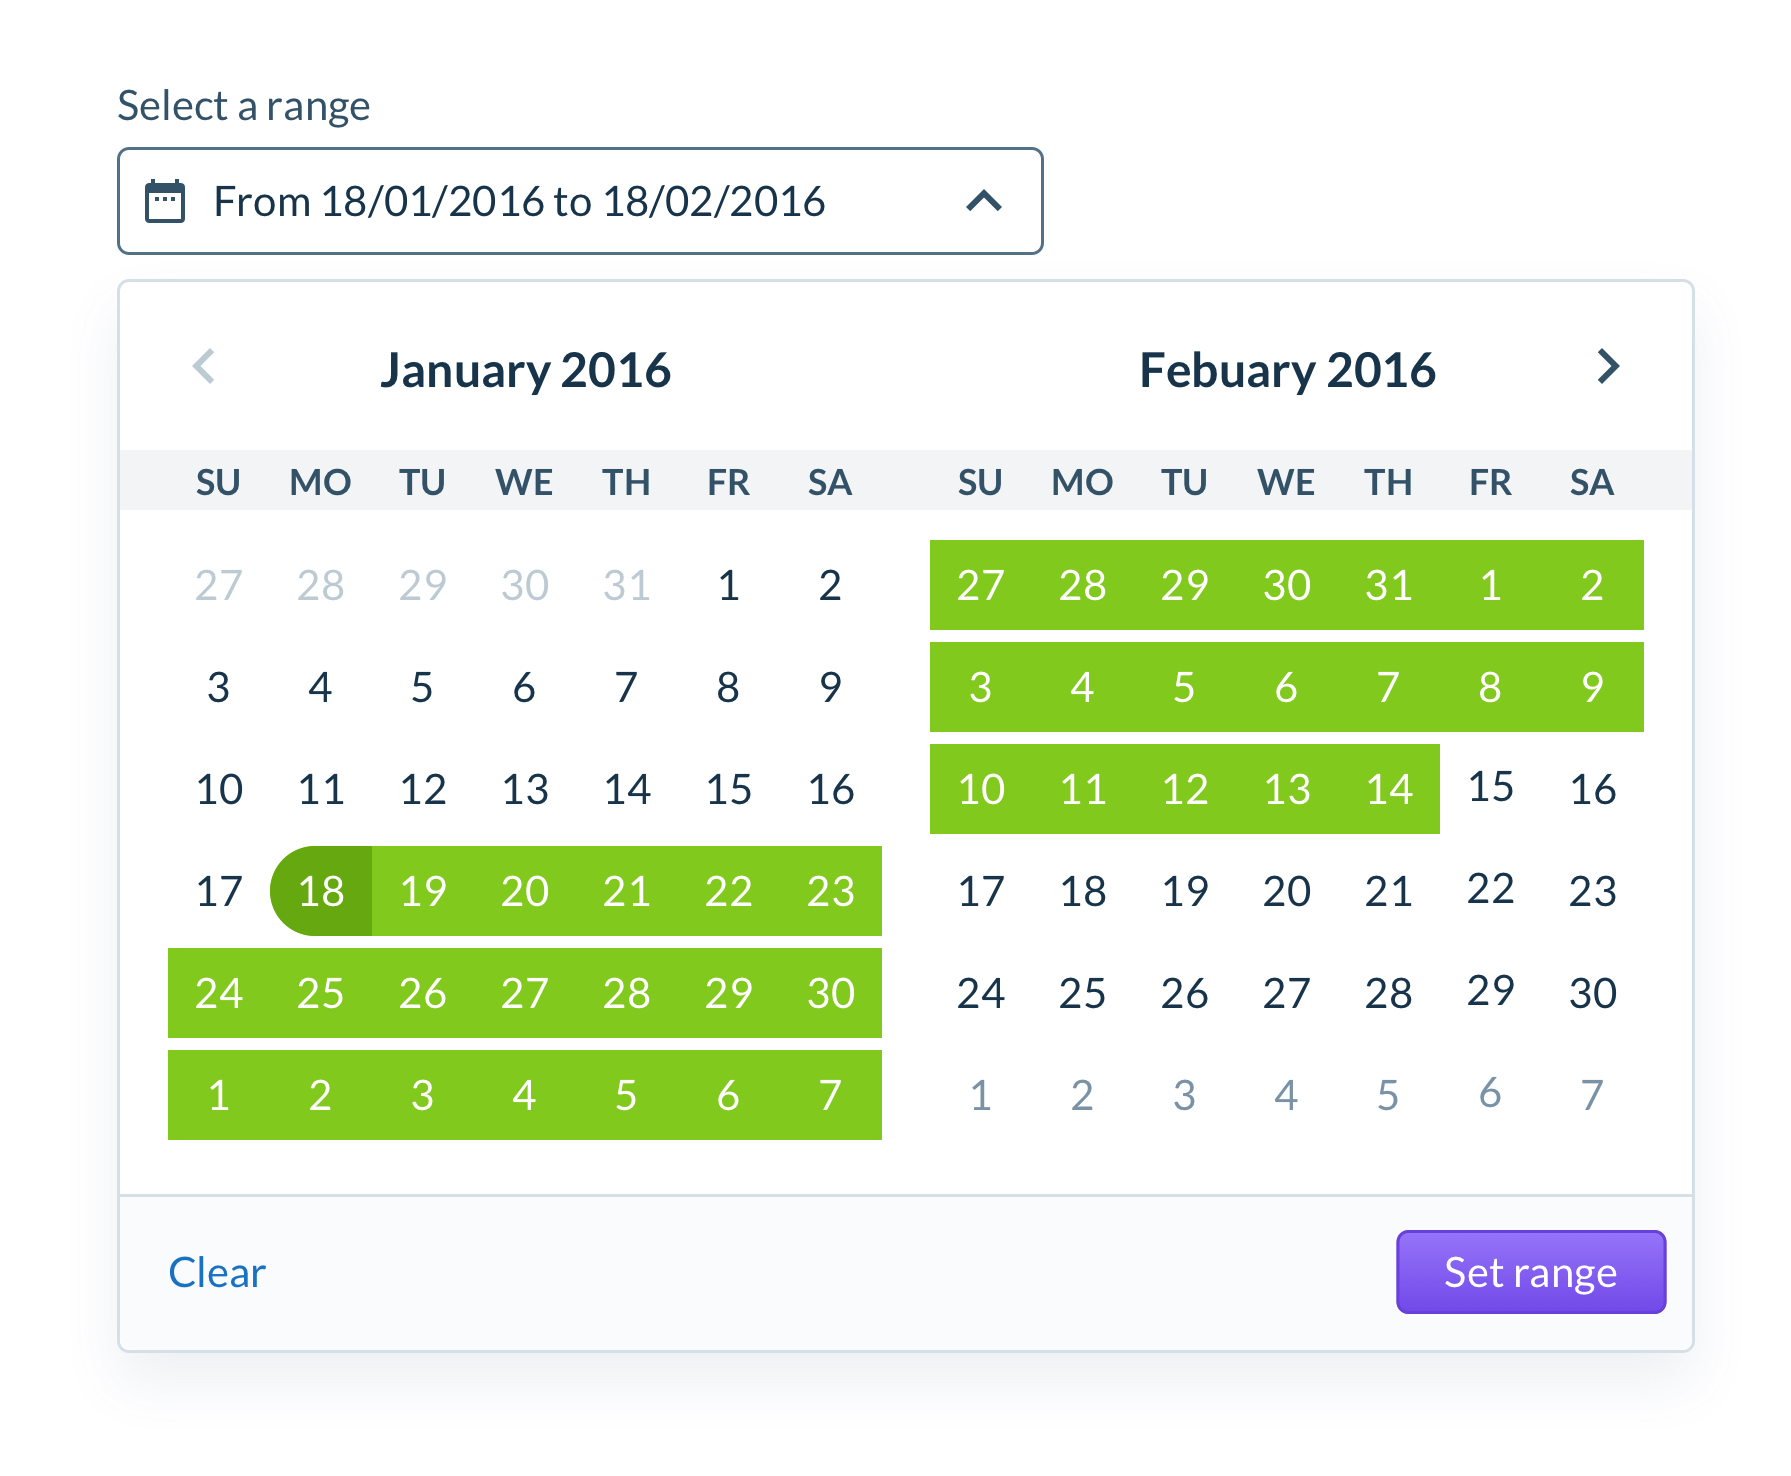 Select a range
From 18/01/2016 to 18/02/2016
January 2016
Febuary 2016
SU MO TU WE TH FR SA SU MO TU WE TH FR SA
27 28 29 30 31 1 2 27 28 29 30 31 1 2
3 4 5 6 7 8 9 3 4 5 6 7 8 9
10 11 12 13 14 15 16 10 11 12 13 14 15 16
17 18 19 20 21 22 23 17 18 19 20 21 22 23
24 25 26 27 28 29 30 24 25 26 27 28 29 30
1 2 3 4 5 6 7 1 2 3 4 5 6 7
Clear
Set range